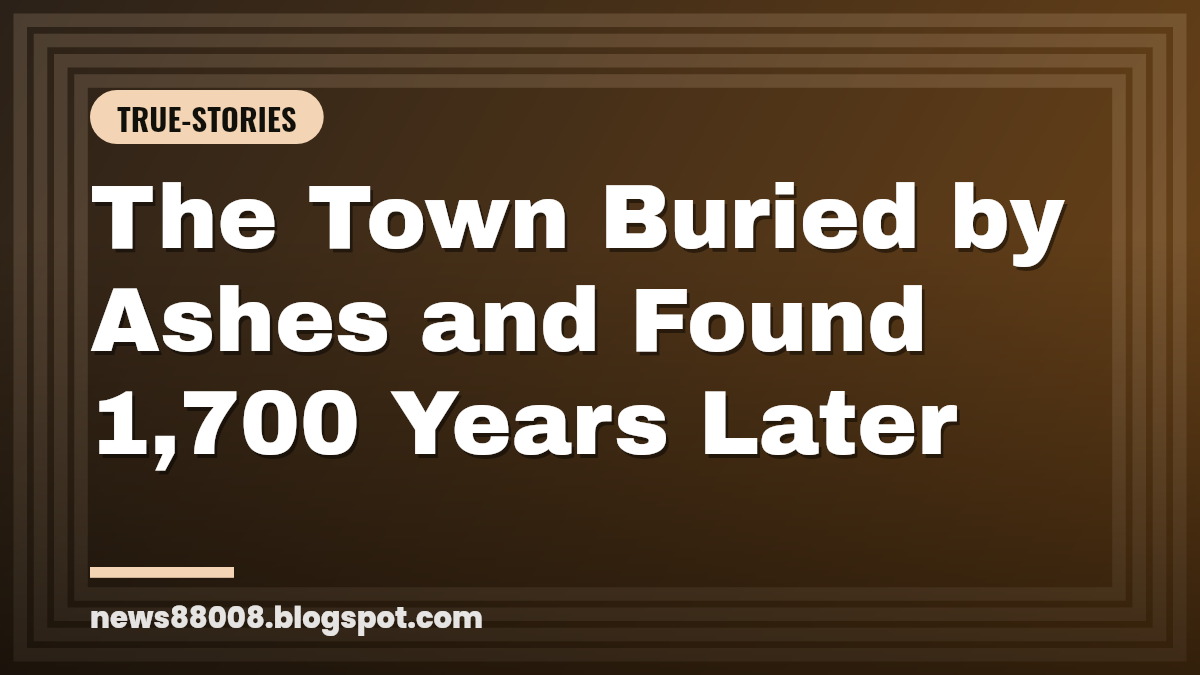 TRUE-STORIES
The Town Buried by
Ashes and Found
1,700 Years Later
news88008.blogspot.com